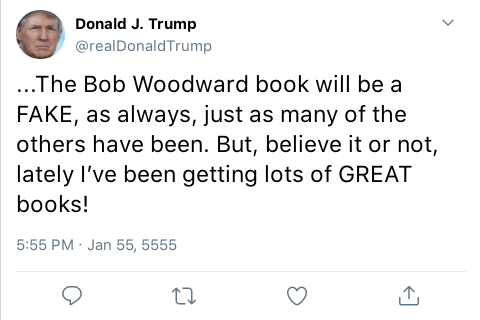 Donald J. Trump
@realDonaldTrump
...The Bob Woodward book will be a
FAKE, as always, just as many of the
others have been. But, believe it or not,
lately I’ve been getting lots of GREAT
books!
5:55 PM · Jan 55, 5555